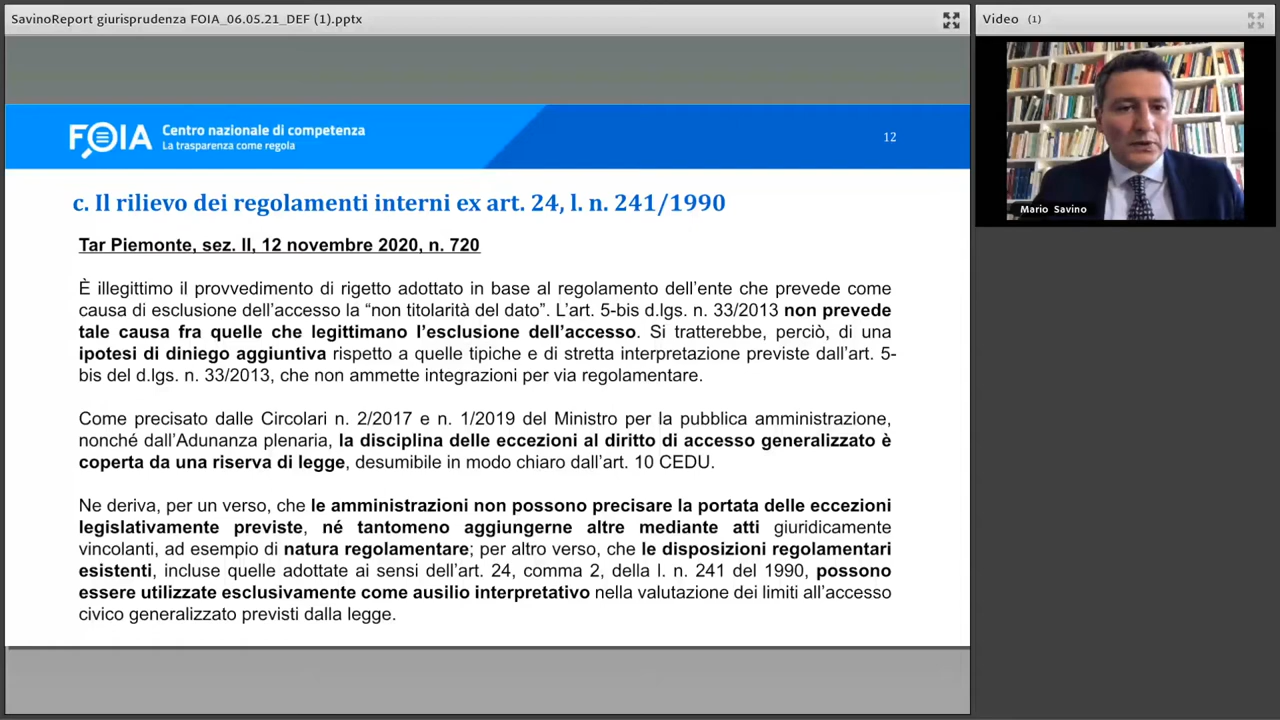 SavinoReport giurisprudenza FOIA_06.05.21_DEF (1).pptx
Video (1)
FOIA
Centro nazionale di competenza
La trasparenza come regola
12
Mario Savino
c. Il rilievo dei regolamenti interni ex art. 24, l. n. 241/1990
Tar Piemonte, sez. II, 12 novembre 2020, n. 720
È illegittimo il provvedimento di rigetto adottato in base al regolamento dell’ente che prevede come
causa di esclusione dell’accesso la “non titolarità del dato”. L’art. 5-bis d.lgs. n. 33/2013 non prevede
tale causa fra quelle che legittimano l’esclusione dell’accesso. Si tratterebbe, perciò, di una
ipotesi di diniego aggiuntiva rispetto a quelle tipiche e di stretta interpretazione previste dall’art. 5-
bis del d.lgs. n. 33/2013, che non ammette integrazioni per via regolamentare.
Come precisato dalle Circolari n. 2/2017 e n. 1/2019 del Ministro per la pubblica amministrazione,
nonché dall’Adunanza plenaria, la disciplina delle eccezioni al diritto di accesso generalizzato è
coperta da una riserva di legge, desumibile in modo chiaro dall’art. 10 CEDU.
Ne deriva, per un verso, che le amministrazioni non possono precisare la portata delle eccezioni
legislativamente previste, né tantomeno aggiungerne altre mediante atti giuridicamente
vincolanti, ad esempio di natura regolamentare; per altro verso, che le disposizioni regolamentari
esistenti, incluse quelle adottate ai sensi dell’art. 24, comma 2, della l. n. 241 del 1990, possono
essere utilizzate esclusivamente come ausilio interpretativo nella valutazione dei limiti all’accesso
civico generalizzato previsti dalla legge.